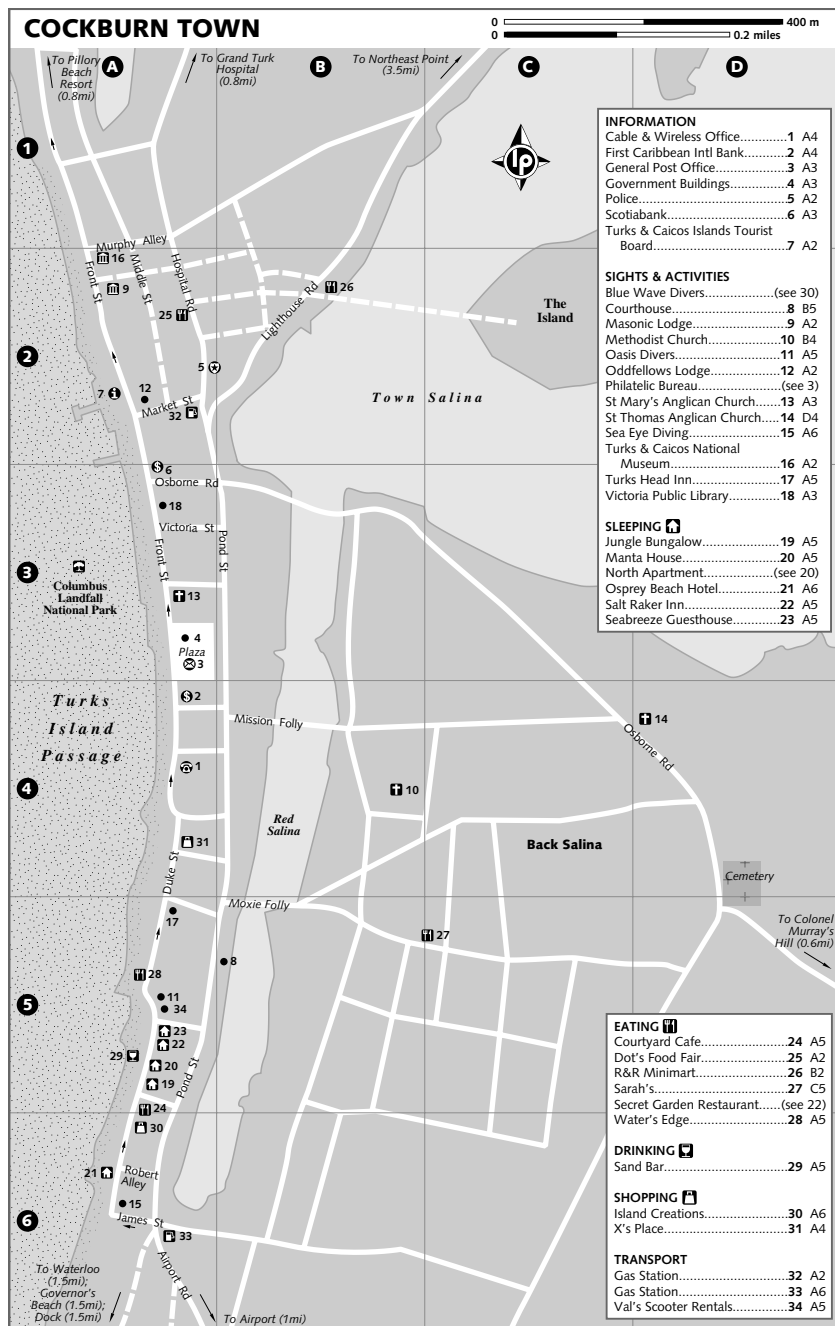 COCKBURN TOWN
0 400 m
0 0.2 miles
To Pillory
Beach
Resort
(0.8mi)
A
To Grand Turk
Hospital
(0.8mi)
B
To Northeast Point
(3.5mi)
C
D
1
lp
INFORMATION
Cable & Wireless Office.............1 A4
First Caribbean Intl Bank...........2 A4
General Post Office...................3 A3
Government Buildings...............4 A3
Police........................................5 A2
Scotiabank................................6 A3
Turks & Caicos Islands Tourist
Board....................................7 A2
SIGHTS & ACTIVITIES
Blue Wave Divers................(see 30)
Courthouse...............................8 B5
Masonic Lodge..........................9 A2
Methodist Church....................10 B4
Oasis Divers............................11 A5
Oddfellows Lodge....................12 A2
Philatelic Bureau....................(see 3)
St Mary's Anglican Church......13 A3
St Thomas Anglican Church....14 D4
Sea Eye Diving........................15 A6
Turks & Caicos National
Museum...............................16 A2
Turks Head Inn.......................17 A5
Victoria Public Library.............18 A3
SLEEPING
Jungle Bungalow.....................19 A5
Manta House..........................20 A5
North Apartment.................(see 20)
Osprey Beach Hotel................21 A6
Salt Raker Inn.........................22 A5
Seabreeze Guesthouse............23 A5
Murphy Alley
16
Front St
Middle St
Hospital Rd
9
25
Lighthouse Rd
26
The
Island
2
5
7
12
Market St
32
Town Salina
6
Osborne Rd
18
Victoria St
Pond St
Front St
3
Columbus
Landfall
National Park
13
4
Plaza
3
2
Turks
Island
Passage
Mission Folly
14
Osborne Rd
1
4
10
Red
Salina
31
Back Salina
Duke St
Cemetery
Moxie Folly
17
To Colonel
Murray's
Hill (0.6mi)
27
8
28
5
11
34
23
22
29
20
Pond St
19
24
30
21
Robert
Alley
15
James St
6
33
Airport Rd
To Waterloo
(1.5mi);
Governor's
Beach (1.5mi);
Dock (1.5mi)
To Airport (1mi)
EATING
Courtyard Cafe.......................24 A5
Dot's Food Fair.......................25 A2
R&R Minimart.........................26 B2
Sarah's....................................27 C5
Secret Garden Restaurant......(see 22)
Water's Edge...........................28 A5
DRINKING
Sand Bar..................................29 A5
SHOPPING
Island Creations.......................30 A6
X's Place..................................31 A4
TRANSPORT
Gas Station..............................32 A2
Gas Station..............................33 A6
Val's Scooter Rentals................34 A5